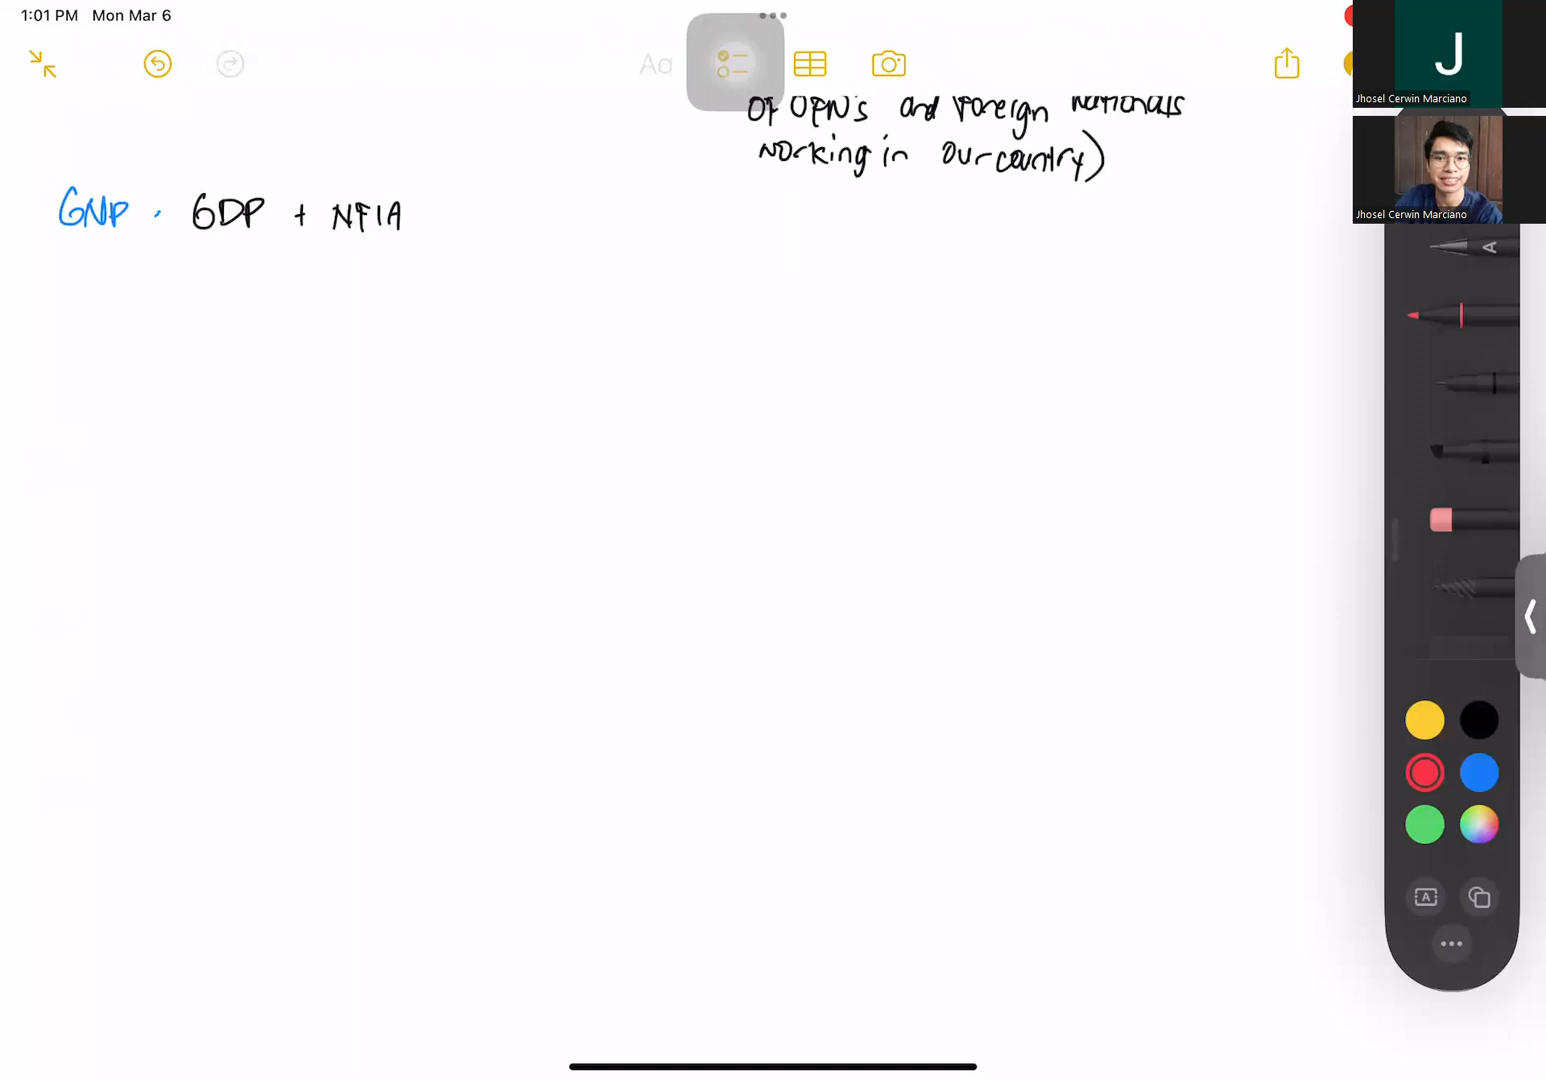 1:01 PM Mon Mar 6
Aa
J
Jhosel Cerwin Marciano
of OFW's and Foreign Nationals
working in our country)
Jhosel Cerwin Marciano
GNP · GDP + NFIA
A
A